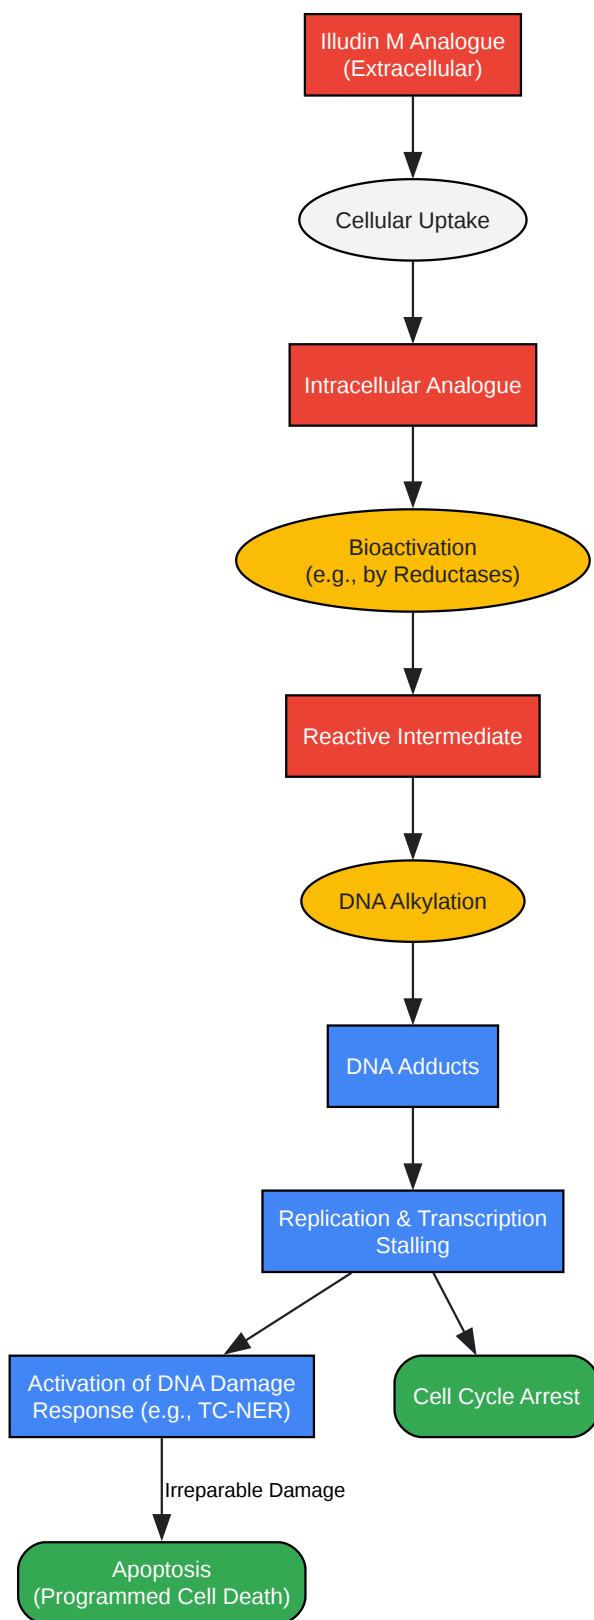 Illudin M Analogue
(Extracellular)
Cellular Uptake
Intracellular Analogue
Bioactivation
(e.g., by Reductases)
Reactive Intermediate
DNA Alkylation
DNA Adducts
Replication & Transcription
Stalling
Activation of DNA Damage
Response (e.g., TC-NER)
Cell Cycle Arrest
Irreparable Damage
Apoptosis
(Programmed Cell Death)